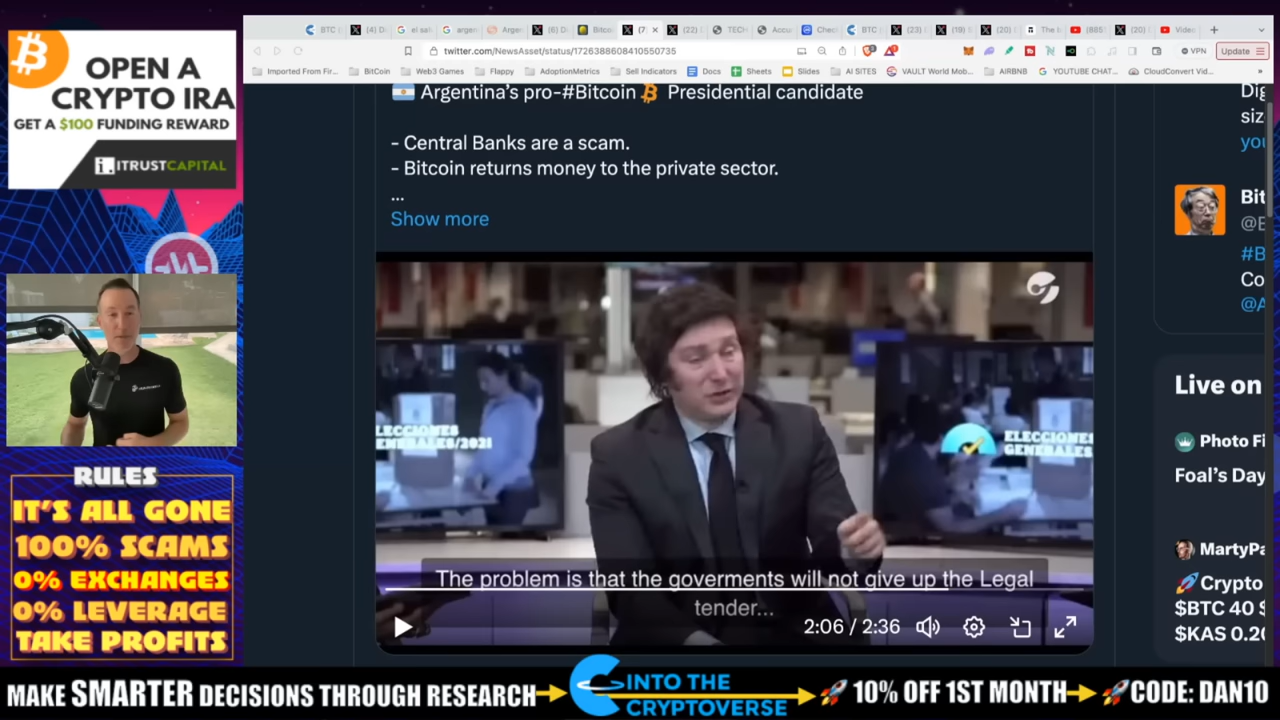 OPEN A
CRYPTO IRA
GET A $100 FUNDING REWARD
ITRUSTCAPITAL
RULES
IT'S ALL GONE
100% SCAMS
0% EXCHANGES
0% LEVERAGE
TAKE PROFITS
twitter.com/NewsAsset/status/1726388608410550735
VPN
Update
Imported From Fir...
BitCoin
Web3 Games
Flappy
AdoptionMetrics
Sell Indicators
Docs
Sheets
Slides
AI SITES
VAULT World Mob...
AIRBNB
YOUTUBE CHAT...
CloudConvert Vid...
Argentina's pro-#Bitcoin Presidential candidate
- Central Banks are a scam.
- Bitcoin returns money to the private sector.
...
Show more
ELECCIONES
GENERALES/2021
ELECCIONES
GENERALES
The problem is that the goverments will not give up the Legal
tender...
2:06 / 2:36
Live on
Photo Fi
Foal's Day
MartyPa
Crypto
$BTC 40
$KAS 0.20
MAKE SMARTER DECISIONS THROUGH RESEARCH
INTO THE
CRYPTOVERSE
10% OFF 1ST MONTH
CODE: DAN10